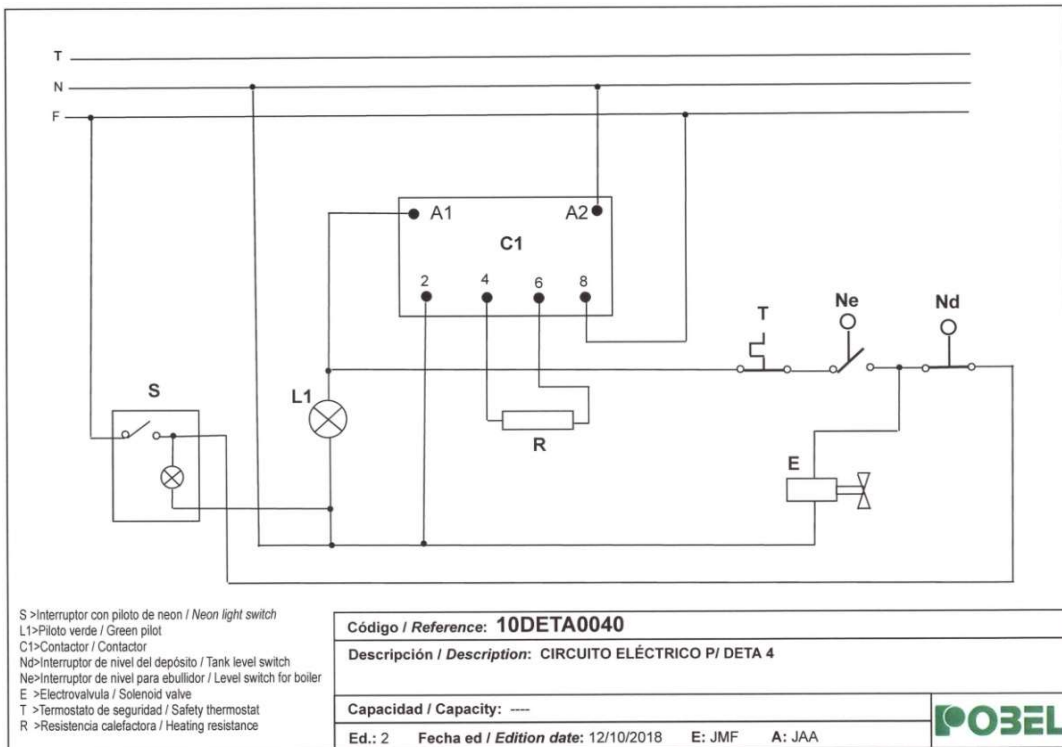 T
N
F
A1
A2
C1
2
4
6
8
T
Ne
Nd
S
L1
R
E
S >Interruptor con piloto de neon / Neon light switch
L1>Piloto verde / Green pilot
C1>Contactor / Contactor
Nd>Interruptor de nivel del depósito / Tank level switch
Ne>Interruptor de nivel para ebullidor / Level switch for boiler
E >Electrovalvula / Solenoid valve
T >Termostato de seguridad / Safety thermostat
R >Resistencia calefactora / Heating resistance
Código / Reference: 10DETA0040
Descripción / Description: CIRCUITO ELÉCTRICO P/ DETA 4
Capacidad / Capacity: ----
Ed.: 2 Fecha ed / Edition date: 12/10/2018 E: JMF A: JAA
POBEL